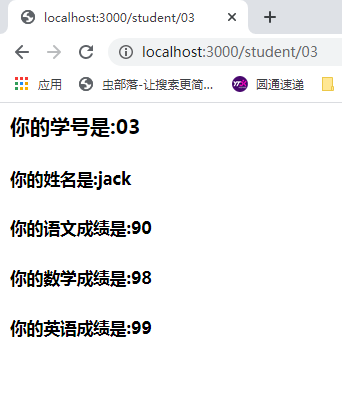 localhost:3000/student/03
localhost:3000/student/03
应用 虫部落-让搜索更简... 圆通速递
你的学号是:03
你的姓名是:jack
你的语文成绩是:90
你的数学成绩是:98
你的英语成绩是:99